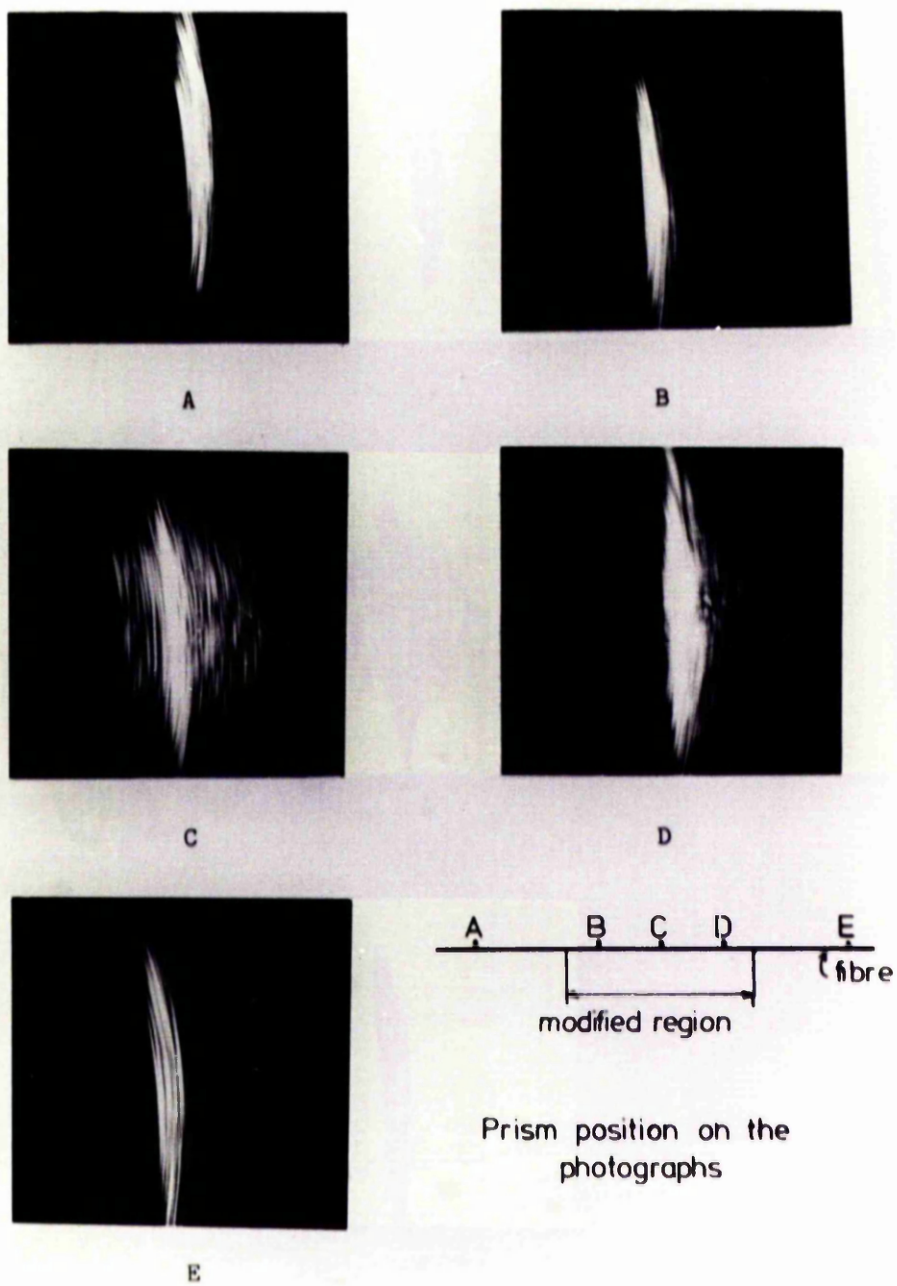 A
B
C
D
A B C D E
fibre
modified region
Prism position on the
photographs
E